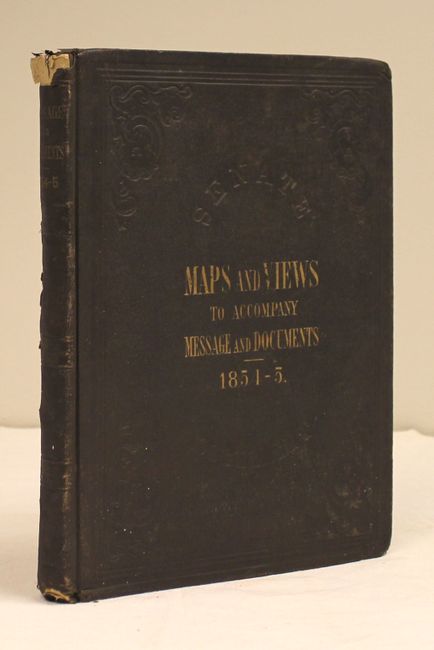 SENATE
MAPS AND VIEWS
TO ACCOMPANY
MESSAGE AND DOCUMENTS
1854-5.